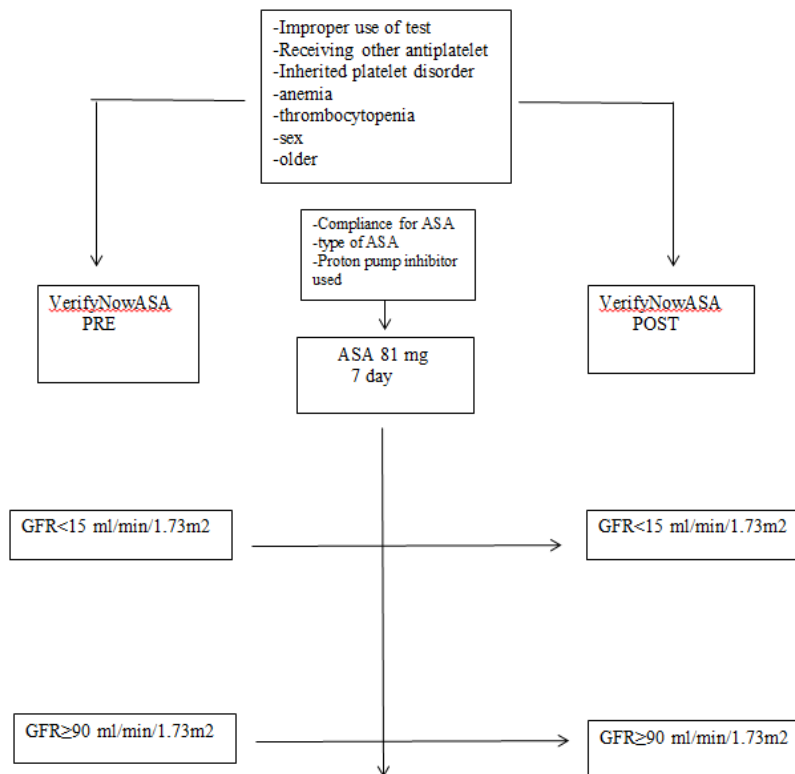 -Improper use of test
-Receiving other antiplatelet
-Inherited platelet disorder
-anemia
-thrombocytopenia
-sex
-older
-Compliance for ASA
-type of ASA
-Proton pump inhibitor
used
VerifyNowASA
PRE
VerifyNowASA
POST
ASA 81 mg
7 day
GFR<15 ml/min/1.73m2
GFR<15 ml/min/1.73m2
GFR≥90 ml/min/1.73m2
GFR≥90 ml/min/1.73m2